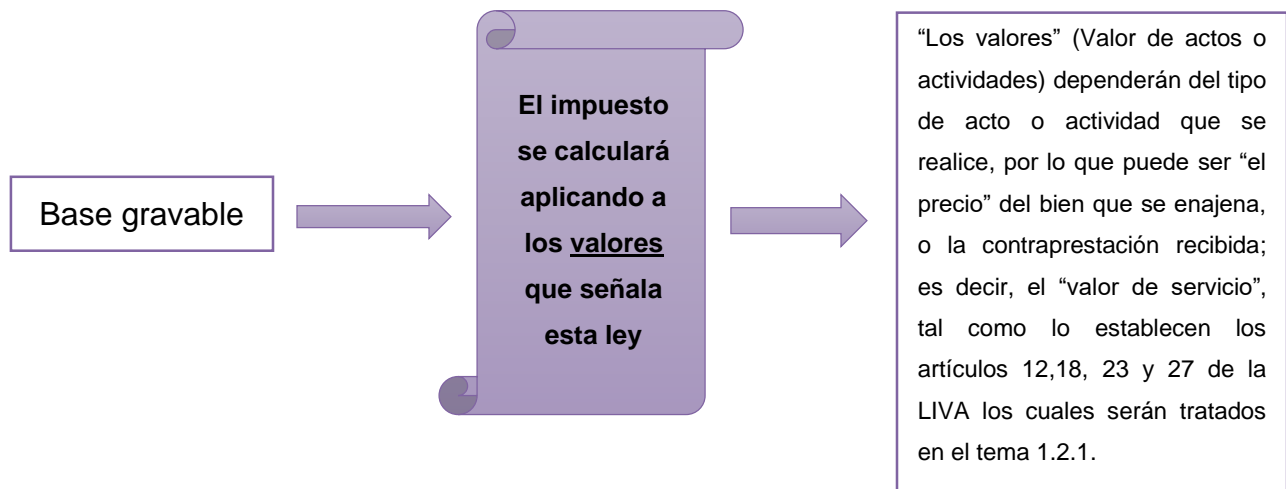 Base gravable
El impuesto
se calculará
aplicando a
los valores
que señala
esta ley
“Los valores” (Valor de actos o
actividades) dependerán del tipo
de acto o actividad que se
realice, por lo que puede ser “el
precio” del bien que se enajena,
o la contraprestación recibida;
es decir, el “valor de servicio”,
tal como lo establecen los
artículos 12,18, 23 y 27 de la
LIVA los cuales serán tratados
en el tema 1.2.1.